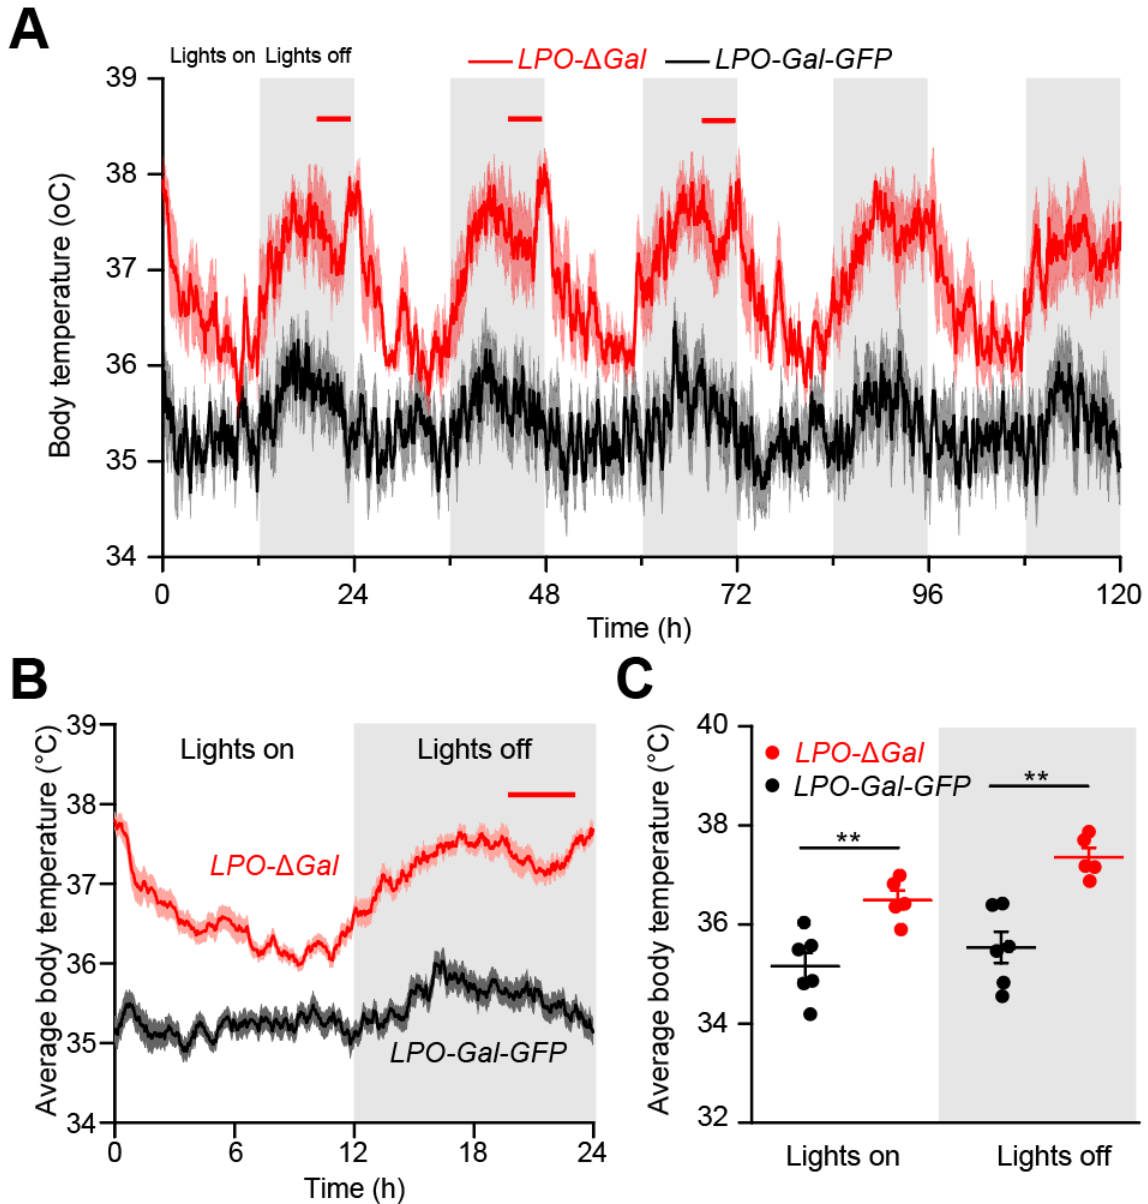 A
Lights on Lights off
LPO-ΔGal LPO-Gal-GFP
39
38
37
36
35
34
Body temperature (oC)
0 24 48 72 96 120
Time (h)
B
39
38
37
36
35
34
Average body temperature (°C)
Lights on Lights off
LPO-ΔGal
LPO-Gal-GFP
0 6 12 18 24
Time (h)
C
40
38
36
34
32
Average body temperature (°C)
LPO-ΔGal
LPO-Gal-GFP
**
**
Lights on Lights off